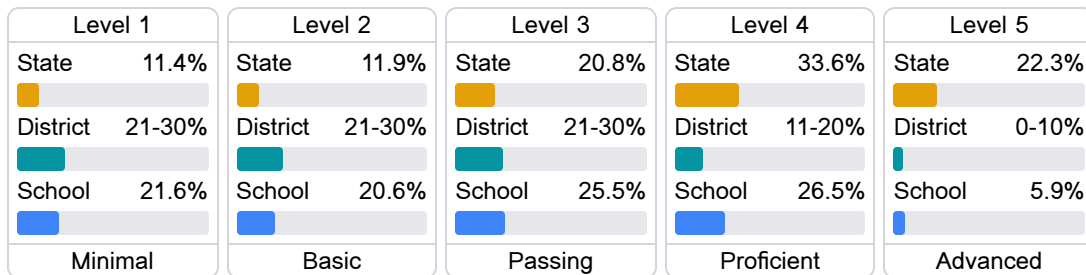 Level 1
State 11.4%
District 21-30%
School 21.6%
Minimal
Level 2
State 11.9%
District 21-30%
School 20.6%
Basic
Level 3
State 20.8%
District 21-30%
School 25.5%
Passing
Level 4
State 33.6%
District 11-20%
School 26.5%
Proficient
Level 5
State 22.3%
District 0-10%
School 5.9%
Advanced